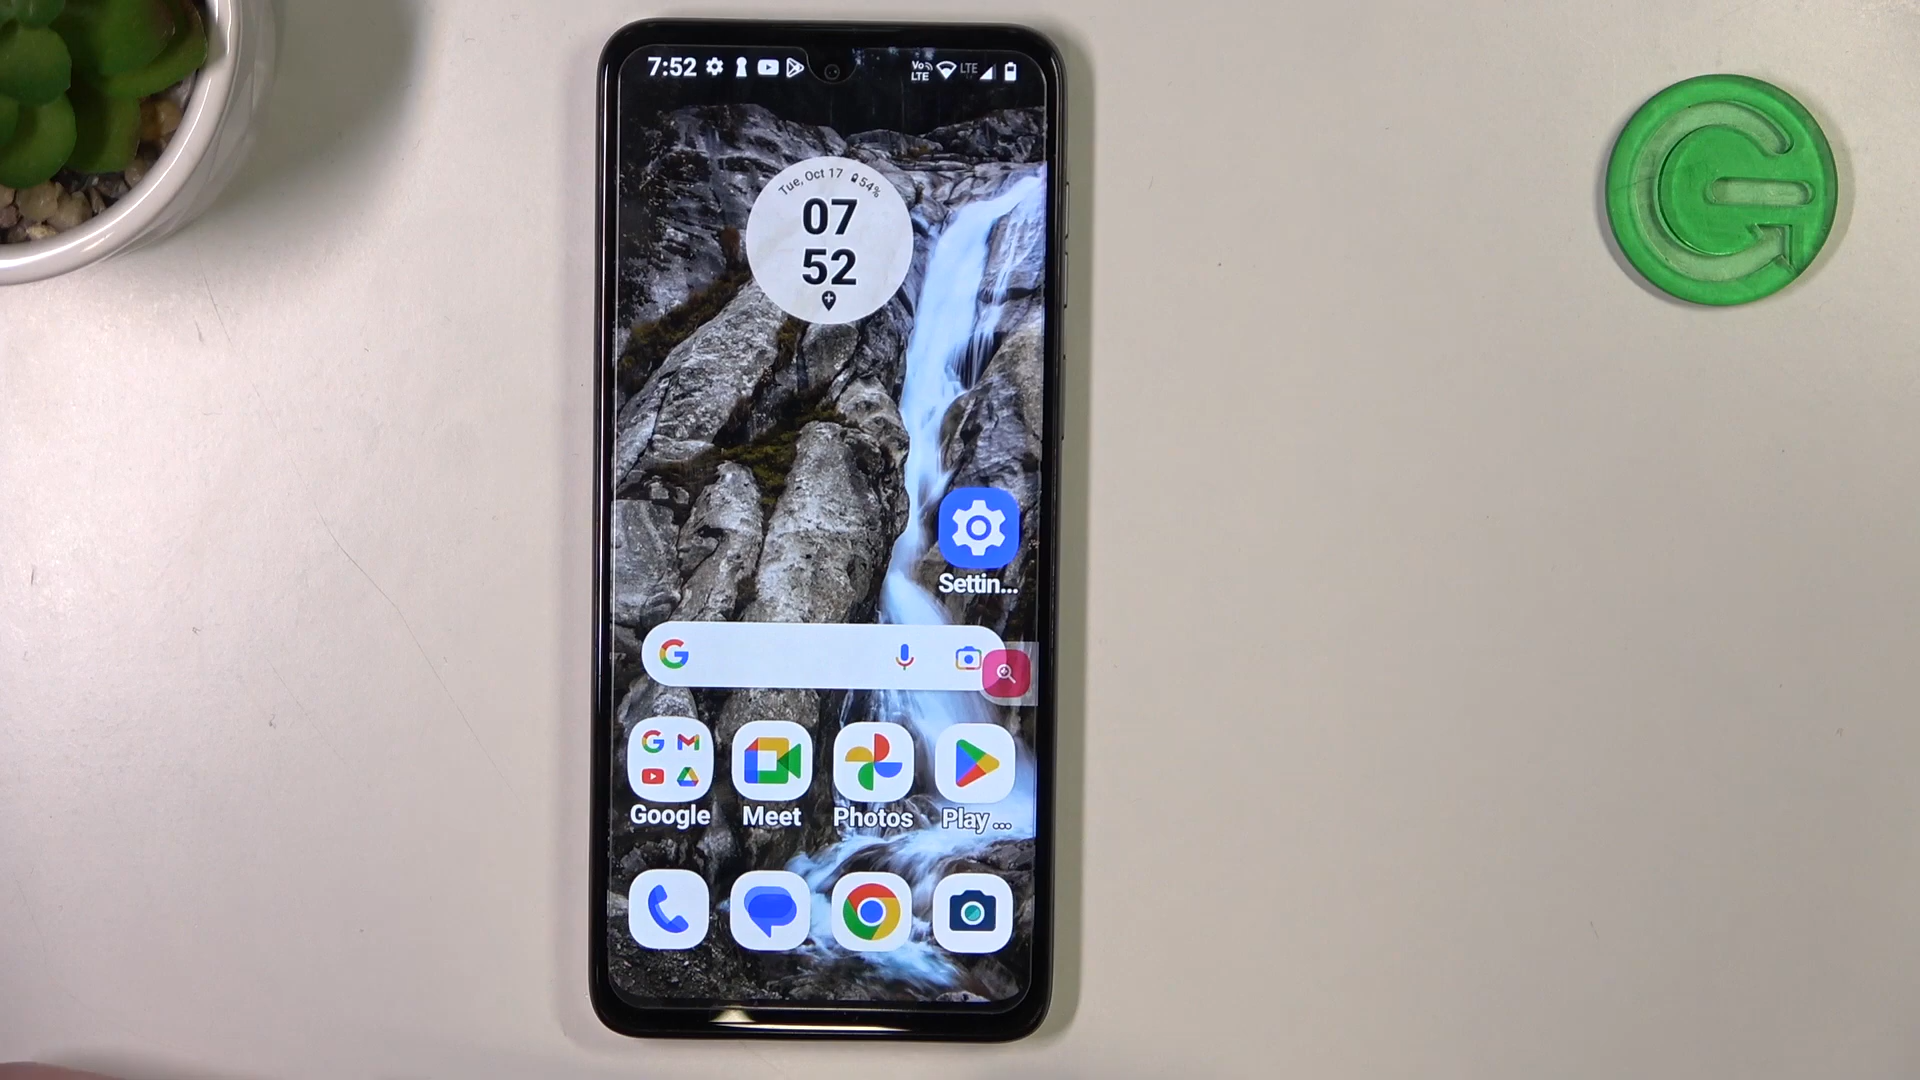 7:52
Vo LTE
LTE
Tue, Oct 17 54%
07
52
Settin...
Google
Meet
Photos
Play ...